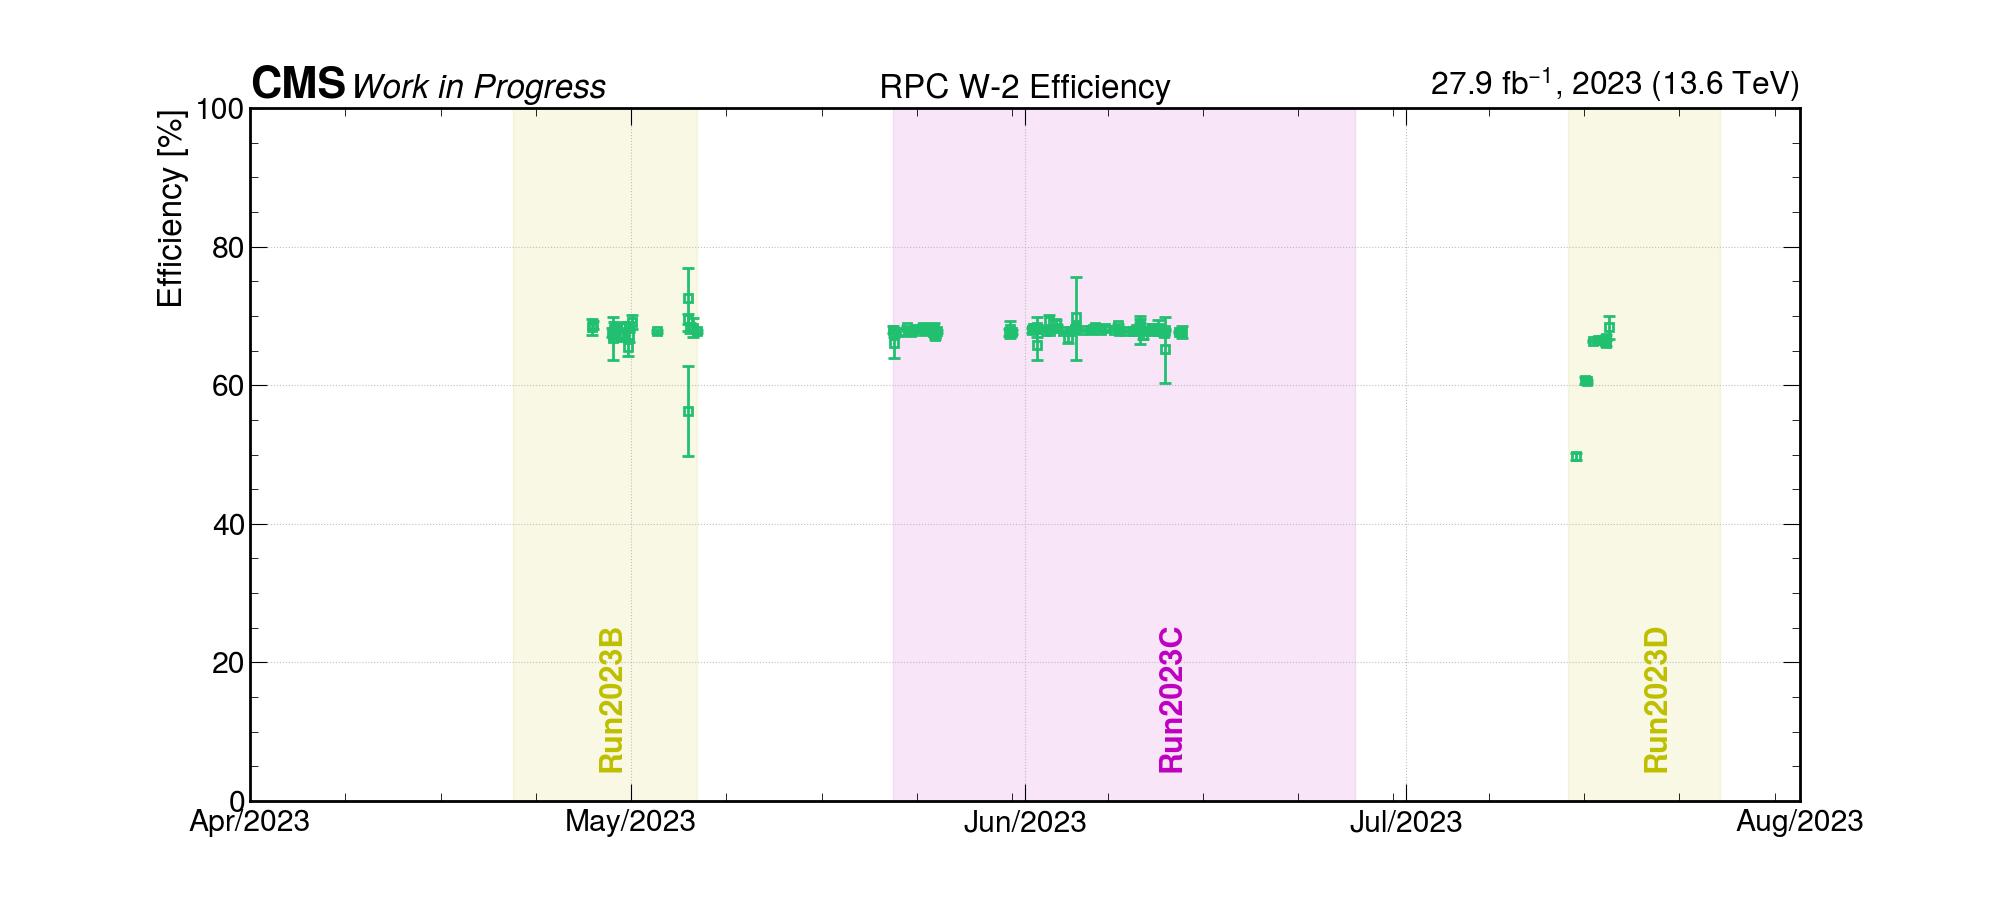 CMS Work in Progress
RPC W-2 Efficiency
27.9 fb⁻¹, 2023 (13.6 TeV)
Efficiency [%]
100
80
60
40
20
0
Run2023B
Run2023C
Run2023D
Apr/2023
May/2023
Jun/2023
Jul/2023
Aug/2023